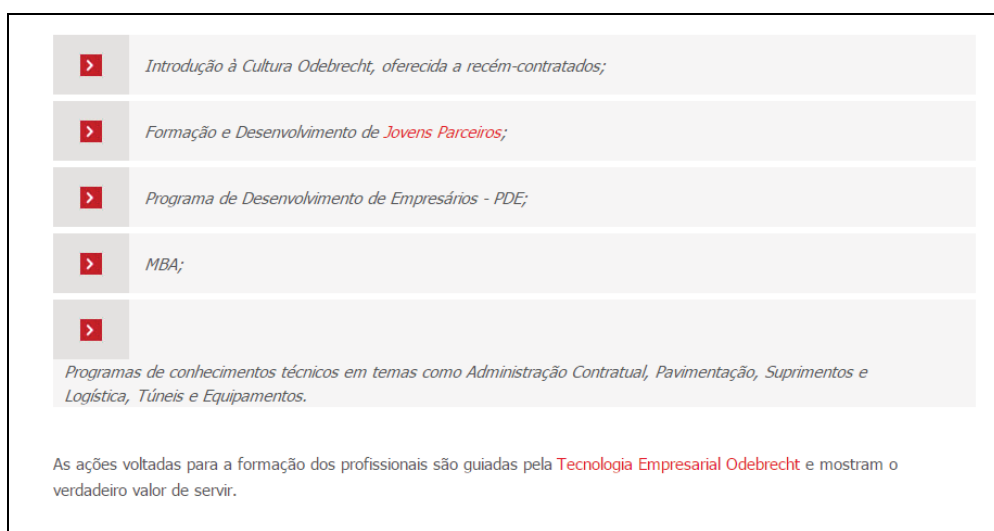 Introdução à Cultura Odebrecht, oferecida a recém-contratados;
Formação e Desenvolvimento de Jovens Parceiros;
Programa de Desenvolvimento de Empresários - PDE;
MBA;
Programas de conhecimentos técnicos em temas como Administração Contratual, Pavimentação, Suprimentos e
Logística, Túneis e Equipamentos.
As ações voltadas para a formação dos profissionais são guiadas pela Tecnologia Empresarial Odebrecht e mostram o
verdadeiro valor de servir.